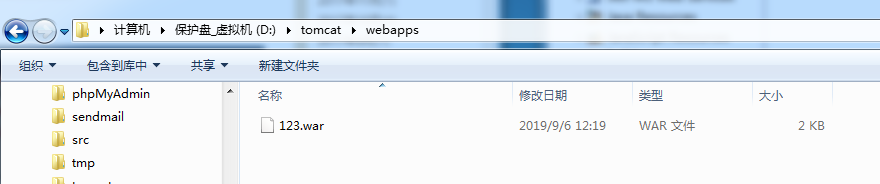 计算机 ▸ 保护盘_虚拟机 (D:) ▸ tomcat ▸ webapps
组织 包含到库中 共享 新建文件夹
phpMyAdmin
sendmail
src
tmp
名称 修改日期 类型 大小
123.war 2019/9/6 12:19 WAR 文件 2 KB